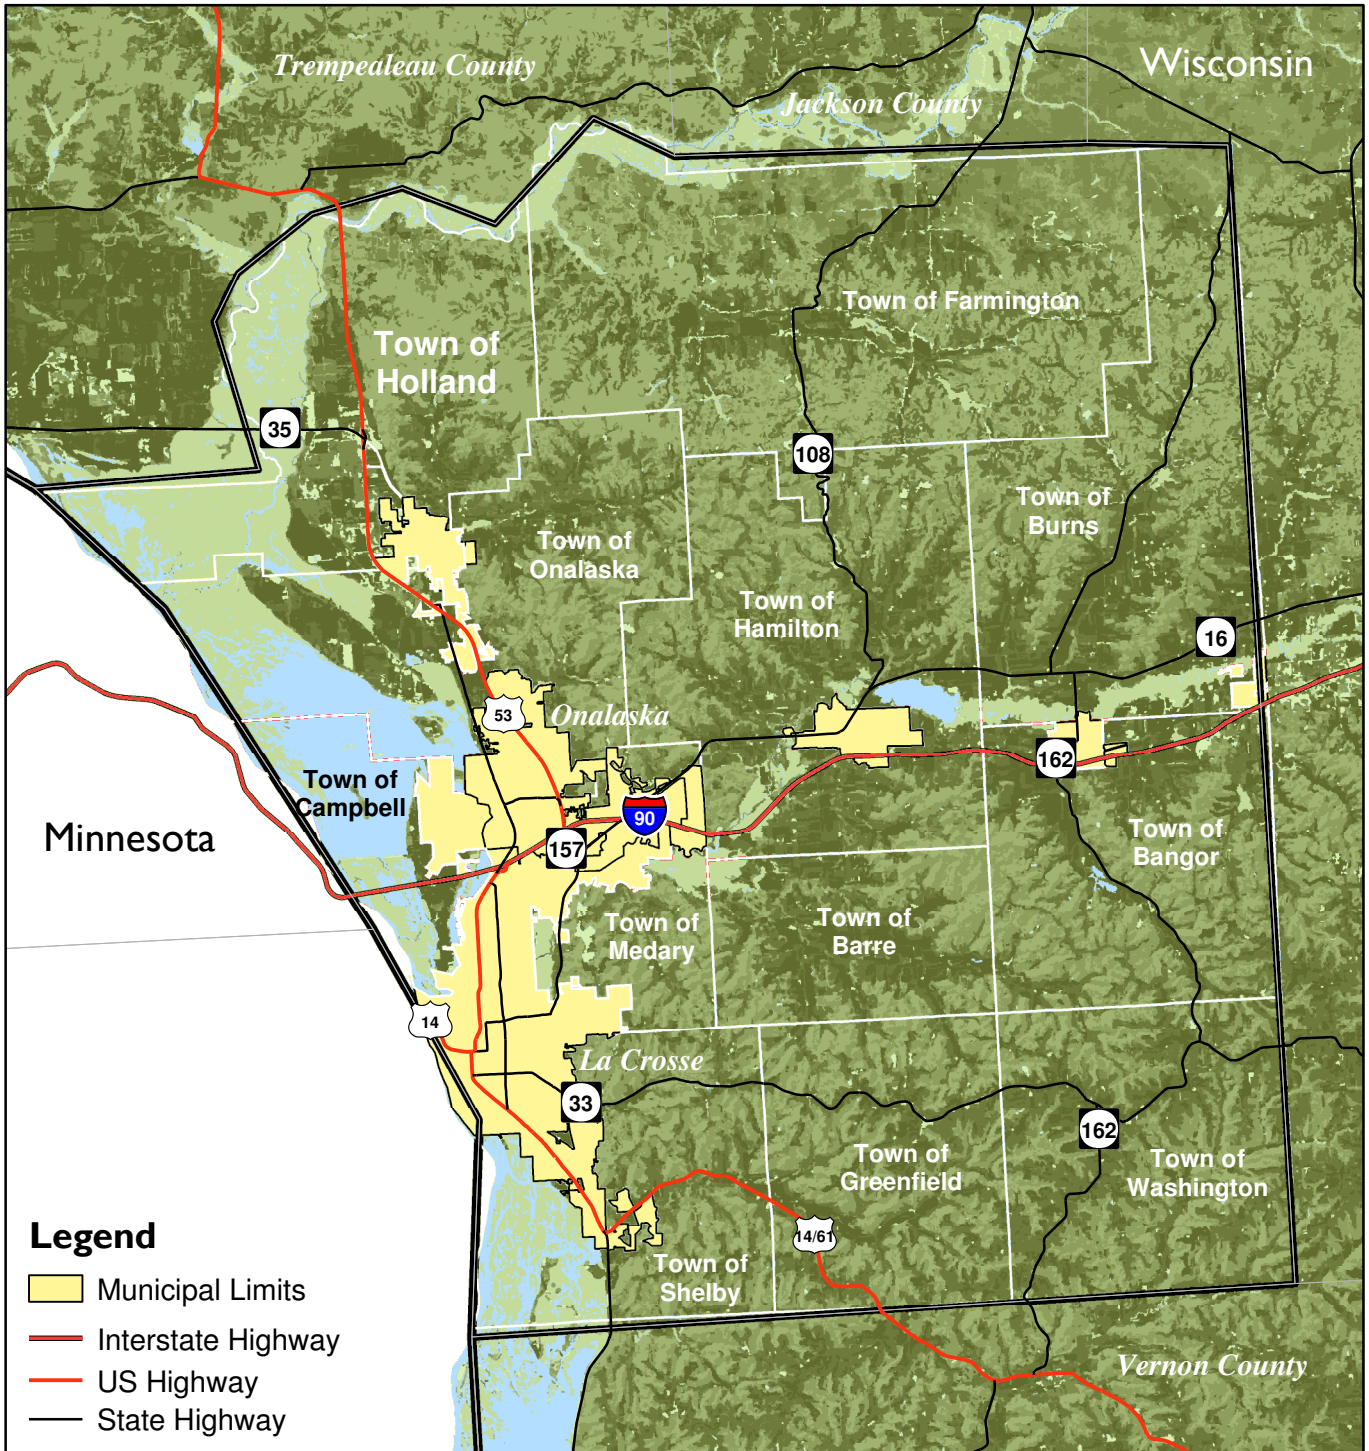 Trempealeau County
Wisconsin
Jackson County
Town of Farmington
Town of
Holland
35
108
Town of
Burns
Town of
Onalaska
Town of
Hamilton
16
53
Onalaska
162
Town of
Campbell
90
Minnesota
157
Town of
Bangor
Town of
Medary
Town of
Barre
14
La Crosse
33
162
Town of
Greenfield
Town of
Washington
14/61
Town of
Shelby
Legend
Municipal Limits
Interstate Highway
US Highway
State Highway
Vernon County